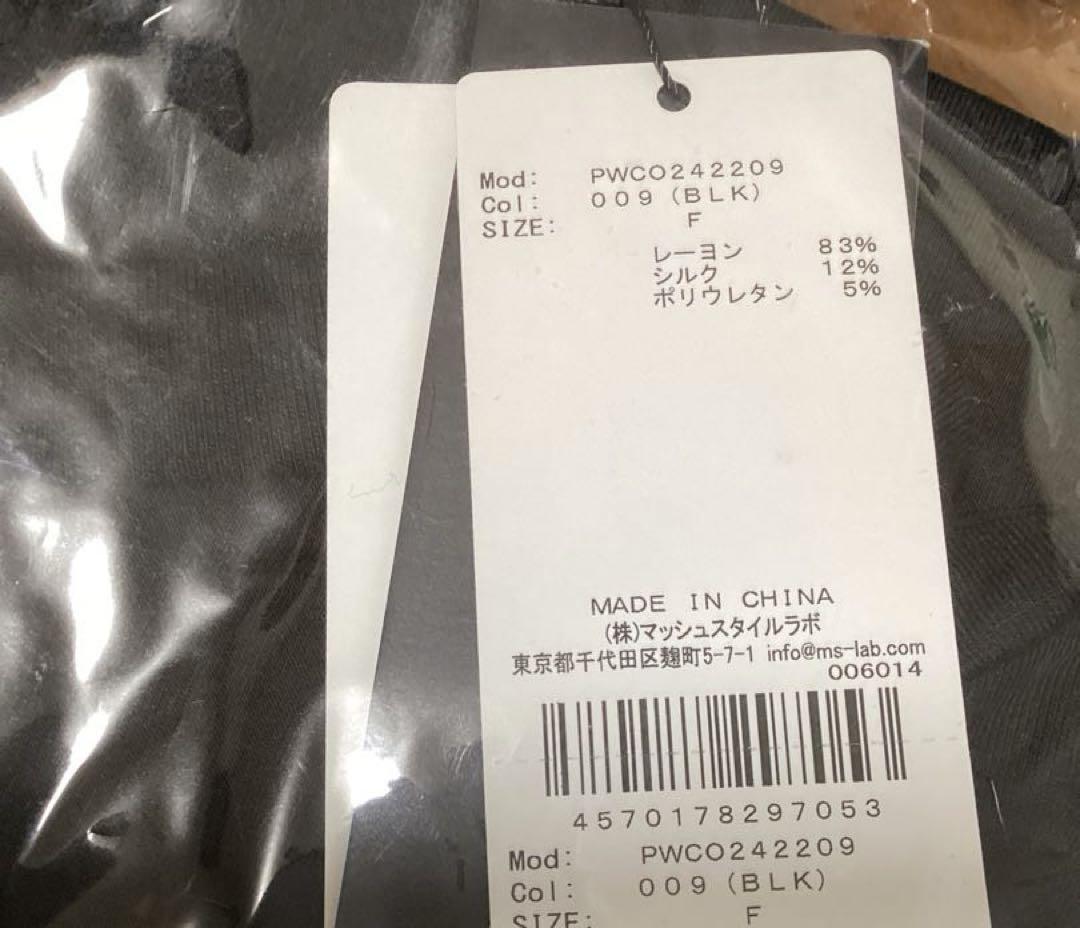 Mod: PWCO242209
Col: 009 (BLK)
SIZE: F
レーヨン 83%
シルク 12%
ポリウレタン 5%
MADE IN CHINA
(株)マッシュスタイルラボ
東京都千代田区麹町5-7-1 info@ms-lab.com
006014
4570178297053
Mod: PWCO242209
Col: 009 (BLK)
SIZE: F